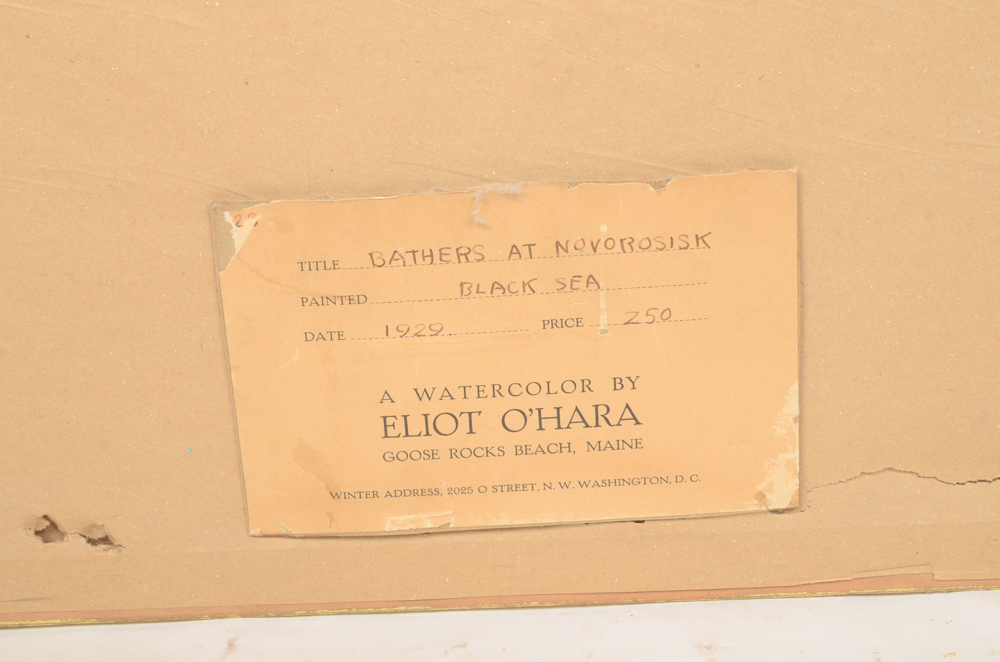 TITLE BATHERS AT NOVOROSISK
PAINTED BLACK SEA
DATE 1929. PRICE 250
A WATERCOLOR BY
ELIOT O'HARA
GOOSE ROCKS BEACH, MAINE
WINTER ADDRESS, 2025 O STREET, N. W. WASHINGTON, D. C.